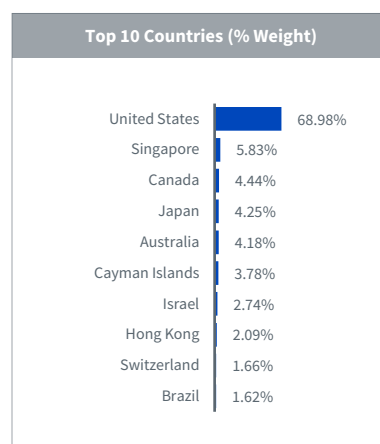 Top 10 Countries (% Weight)
United States 68.98%
Singapore 5.83%
Canada 4.44%
Japan 4.25%
Australia 4.18%
Cayman Islands 3.78%
Israel 2.74%
Hong Kong 2.09%
Switzerland 1.66%
Brazil 1.62%